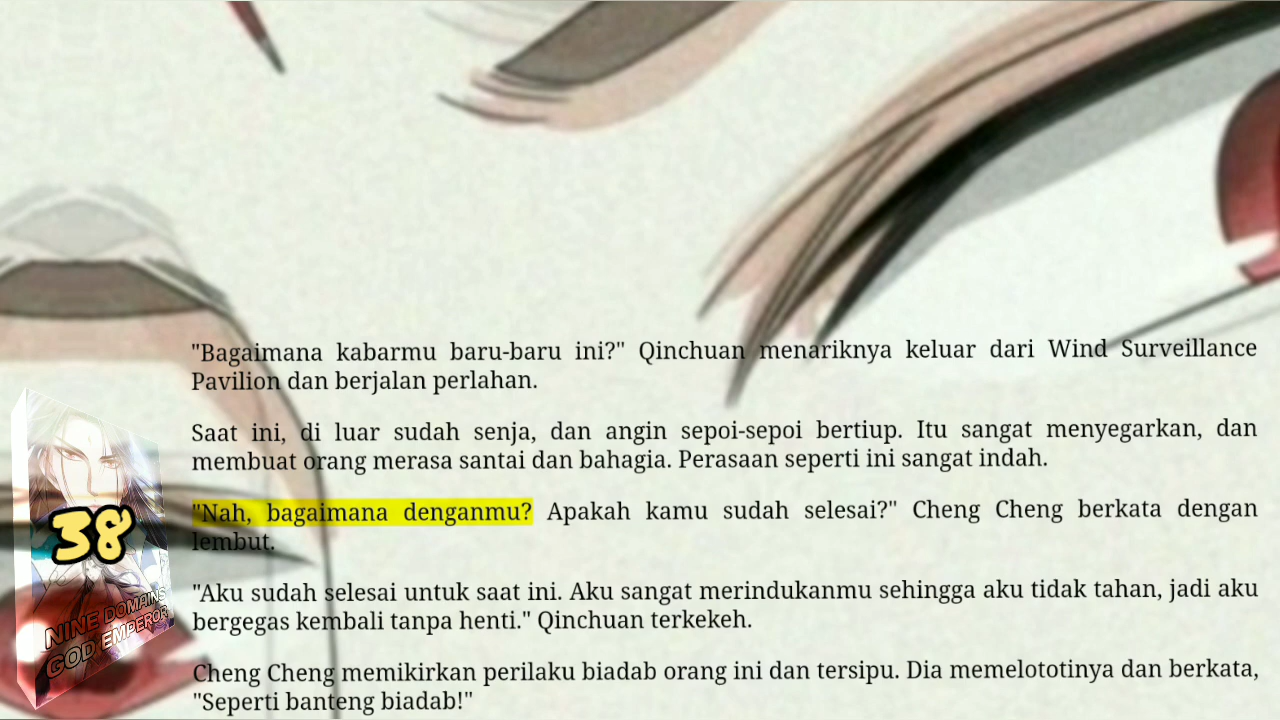 "Bagaimana kabarmu baru-baru ini?" Qinchuan menariknya keluar dari Wind Surveillance
Pavilion dan berjalan perlahan.
Saat ini, di luar sudah senja, dan angin sepoi-sepoi bertiup. Itu sangat menyegarkan, dan
membuat orang merasa santai dan bahagia. Perasaan seperti ini sangat indah.
"Nah, bagaimana denganmu? Apakah kamu sudah selesai?" Cheng Cheng berkata dengan
lembut.
"Aku sudah selesai untuk saat ini. Aku sangat merindukanmu sehingga aku tidak tahan, jadi aku
bergegas kembali tanpa henti." Qinchuan terkekeh.
Cheng Cheng memikirkan perilaku biadab orang ini dan tersipu. Dia memelototinya dan berkata,
"Seperti banteng biadab!"
38
NINE DOMAINS
GOD EMPEROR